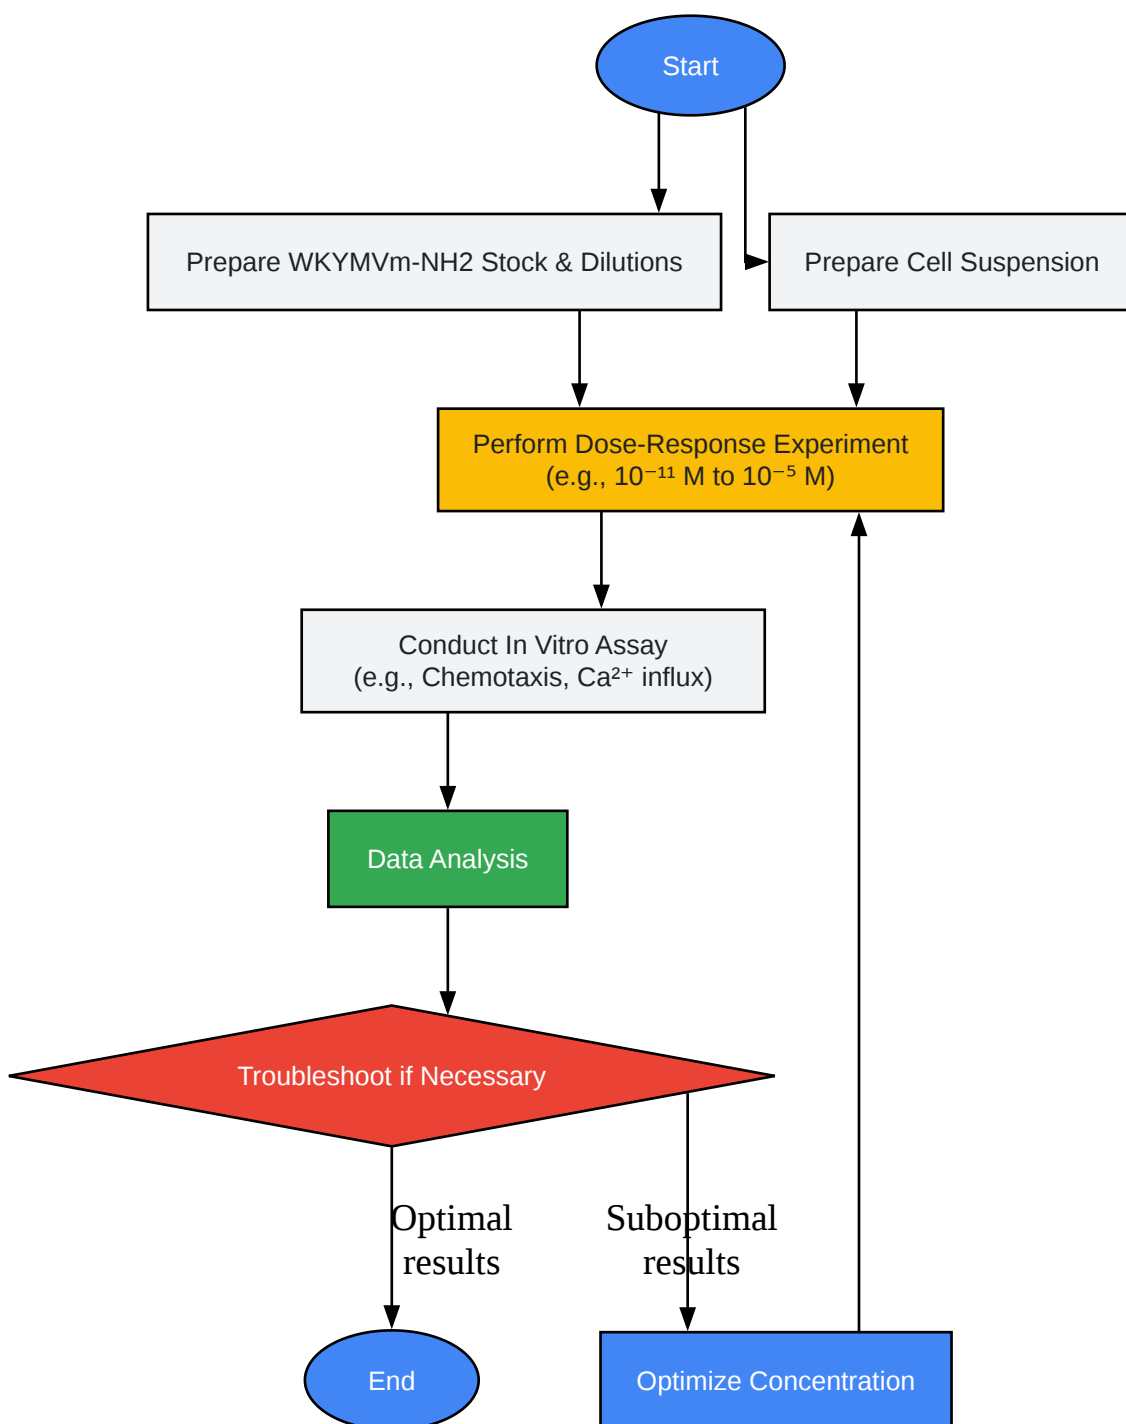 Start
Prepare WKYMVm-NH2 Stock & Dilutions
Prepare Cell Suspension
Perform Dose-Response Experiment
(e.g., 10⁻¹¹ M to 10⁻⁵ M)
Conduct In Vitro Assay
(e.g., Chemotaxis, Ca²⁺ influx)
Data Analysis
Troubleshoot if Necessary
Optimal
results
Suboptimal
results
End
Optimize Concentration